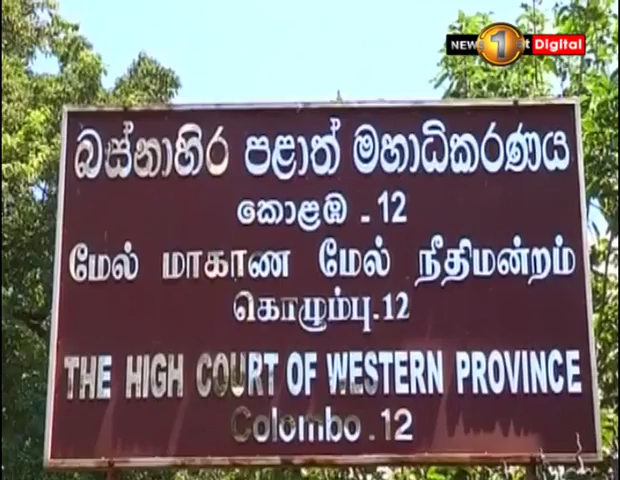 NEWS 1st Digital
බස්නාහිර පළාත් මහාධිකරණය
කොළඹ - 12
மேல் மாகாண மேல் நீதிமன்றம்
கொழும்பு.12
THE HIGH COURT OF WESTERN PROVINCE
Colombo . 12